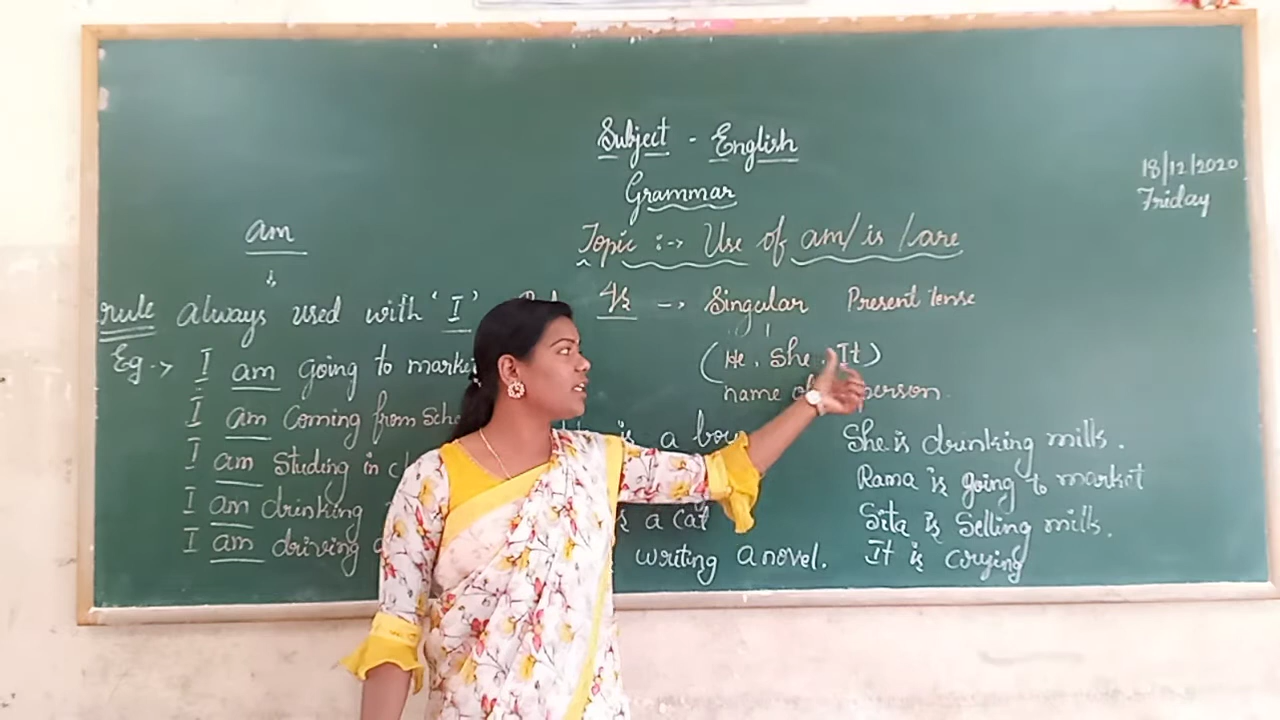 Subject - English
Grammar
18/12/2020
Friday
Topic :-> Use of am/is/are
am
rule always used with 'I'
Eg -> I am going to
I am coming from
I am studing in
I am drinking
I am driving
Is -> Singular Present tense
(He, She, It)
name person
is a boy
is a cat
writing a novel.
She is drinking milk.
Rama is going to market
Sita is Selling milk.
It is crying